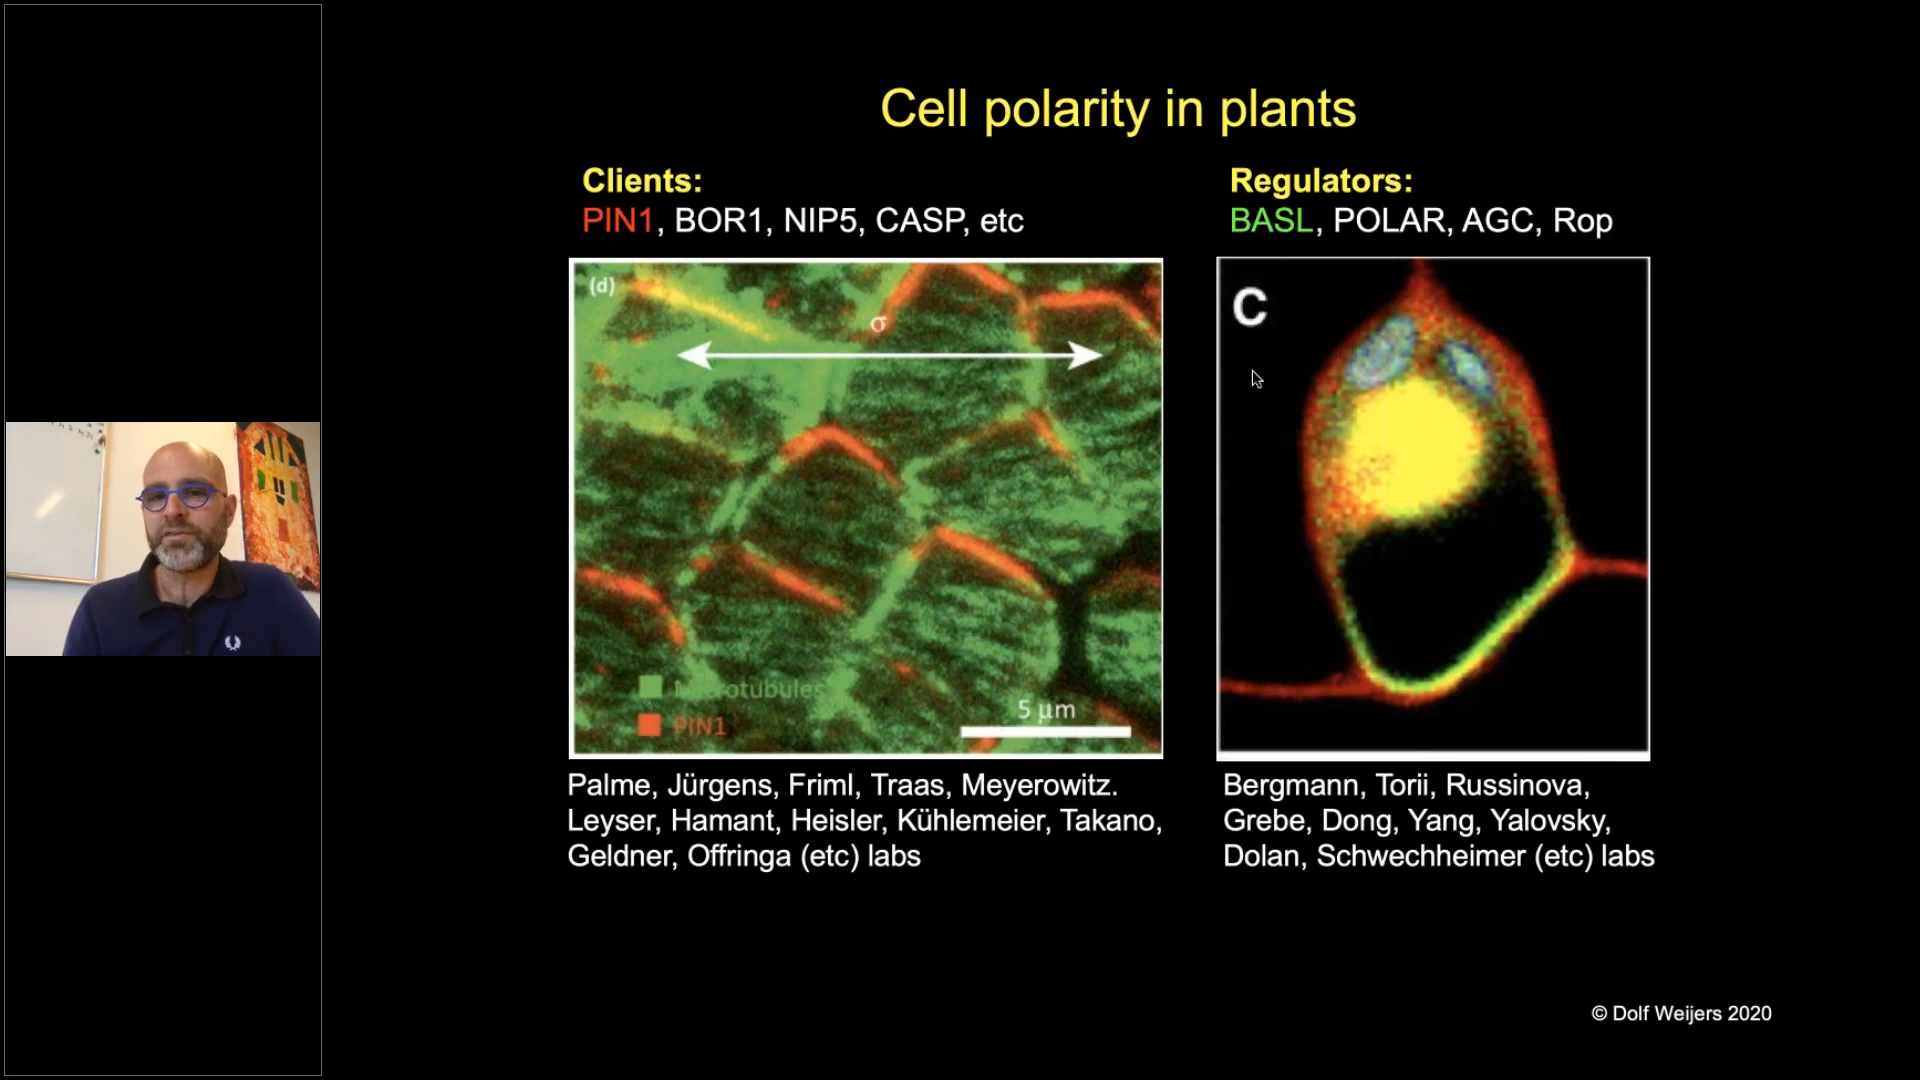 Cell polarity in plants
Clients:
PIN1, BOR1, NIP5, CASP, etc
Regulators:
BASL, POLAR, AGC, Rop
(d)
σ
Microtubules
PIN1
5 µm
C
Palme, Jürgens, Friml, Traas, Meyerowitz.
Leyser, Hamant, Heisler, Kühlemeier, Takano,
Geldner, Offringa (etc) labs
Bergmann, Torii, Russinova,
Grebe, Dong, Yang, Yalovsky,
Dolan, Schwechheimer (etc) labs
© Dolf Weijers 2020